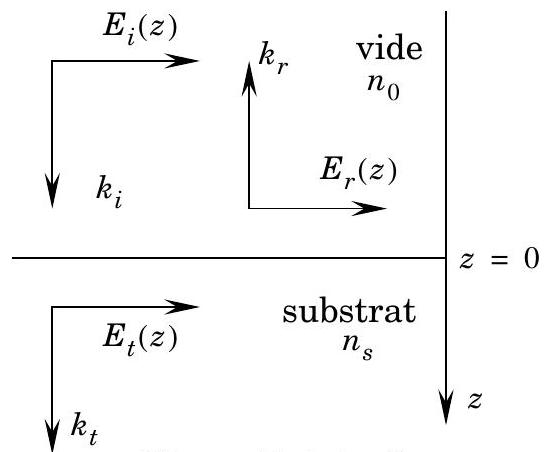 E_i(z)
k_r
vide
n_0
k_i
E_r(z)
z = 0
substrat
n_s
E_t(z)
z
k_t